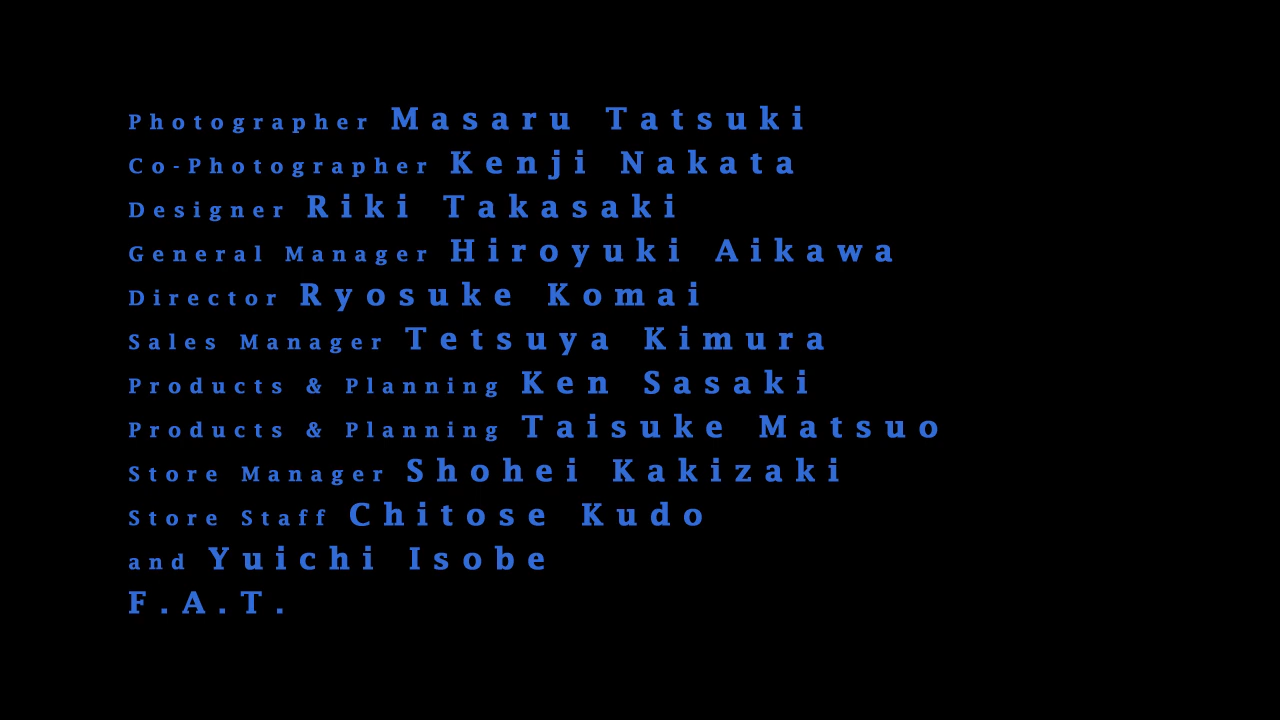 Photographer Masaru Tatsuki
Co-Photographer Kenji Nakata
Designer Riki Takasaki
General Manager Hiroyuki Aikawa
Director Ryosuke Komai
Sales Manager Tetsuya Kimura
Products & Planning Ken Sasaki
Products & Planning Taisuke Matsuo
Store Manager Shohei Kakizaki
Store Staff Chitose Kudo
and Yuichi Isobe
F.A.T.